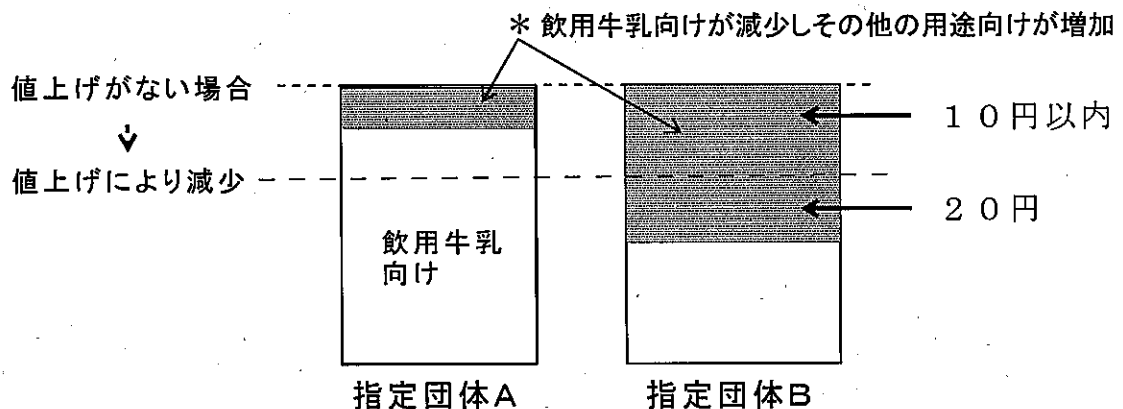 ＊飲用牛乳向けが減少しその他の用途向けが増加
値上げがない場合
１０円以内
値上げにより減少
２０円
飲用牛乳
向け
指定団体Ａ
指定団体Ｂ